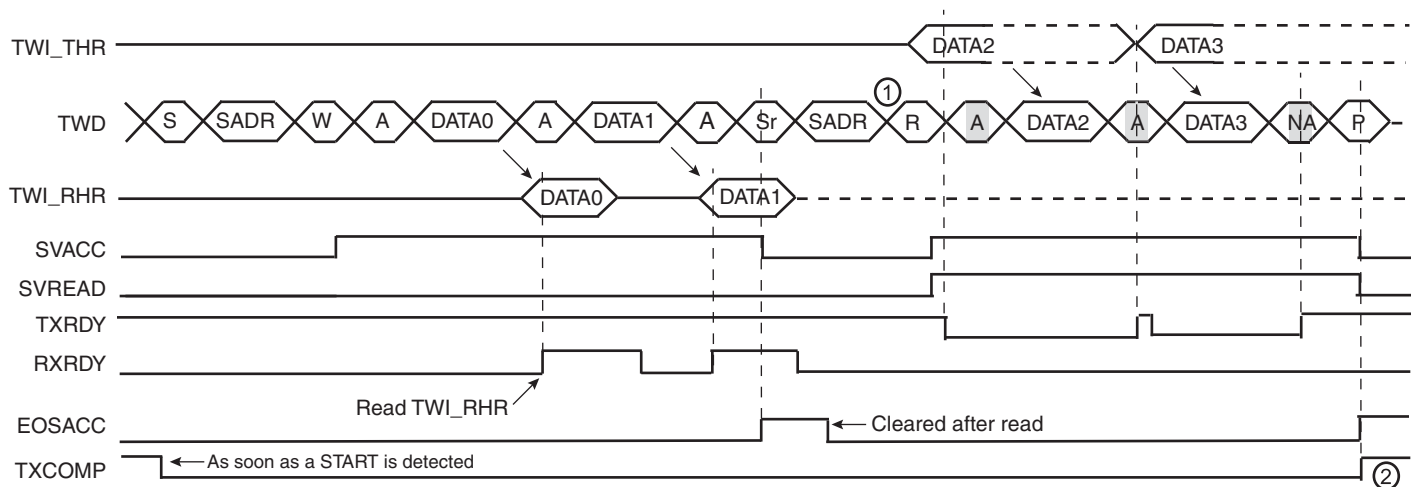 TWI_THR DATA2 DATA3
①
TWD S SADR W A DATA0 A DATA1 A Sr SADR R A DATA2 A DATA3 NA P
TWI_RHR DATA0 DATA1
SVACC
SVREAD
TXRDY
RXRDY
Read TWI_RHR
EOSACC Cleared after read
TXCOMP As soon as a START is detected ②